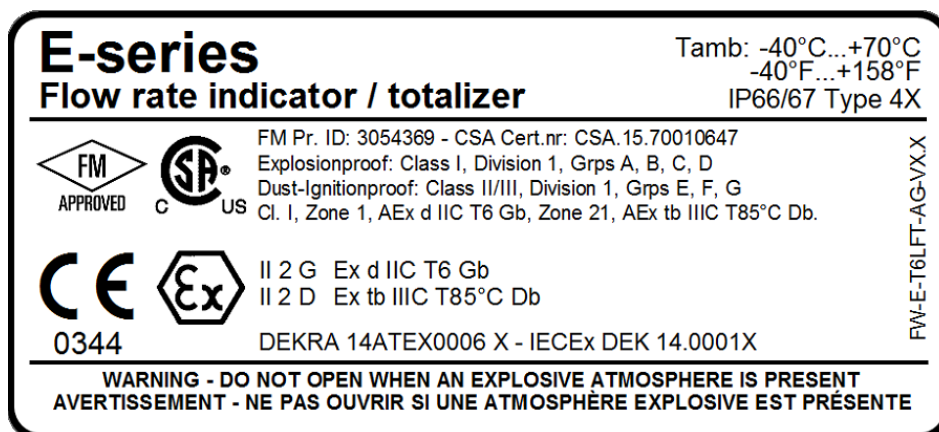 E-series
Flow rate indicator / totalizer
Tamb: -40°C...+70°C
-40°F...+158°F
IP66/67 Type 4X
FM
APPROVED
CSA
C US
FM Pr. ID: 3054369 - CSA Cert.nr: CSA.15.70010647
Explosionproof: Class I, Division 1, Grps A, B, C, D
Dust-Ignitionproof: Class II/III, Division 1, Grps E, F, G
Cl. I, Zone 1, AEx d IIC T6 Gb, Zone 21, AEx tb IIIC T85°C Db.
CE
0344
Ex
II 2 G Ex d IIC T6 Gb
II 2 D Ex tb IIIC T85°C Db
DEKRA 14ATEX0006 X - IECEx DEK 14.0001X
FW-E-T6LFT-AG-VX.X
WARNING - DO NOT OPEN WHEN AN EXPLOSIVE ATMOSPHERE IS PRESENT
AVERTISSEMENT - NE PAS OUVRIR SI UNE ATMOSPHÈRE EXPLOSIVE EST PRÉSENTE